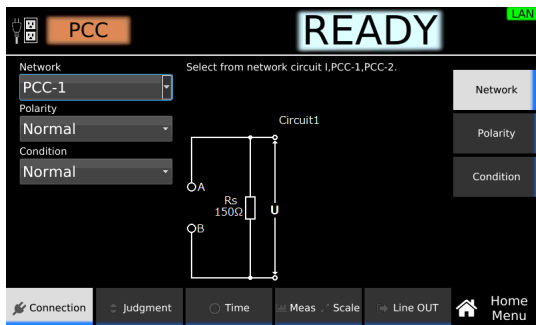 PCC
READY
LAN
Network
Select from network circuit I,PCC-1,PCC-2.
PCC-1
Polarity
Normal
Condition
Normal
Circuit1
A
Rs
150Ω
U
B
Network
Polarity
Condition
Connection
Judgment
Time
Meas
Scale
Line OUT
Home
Menu